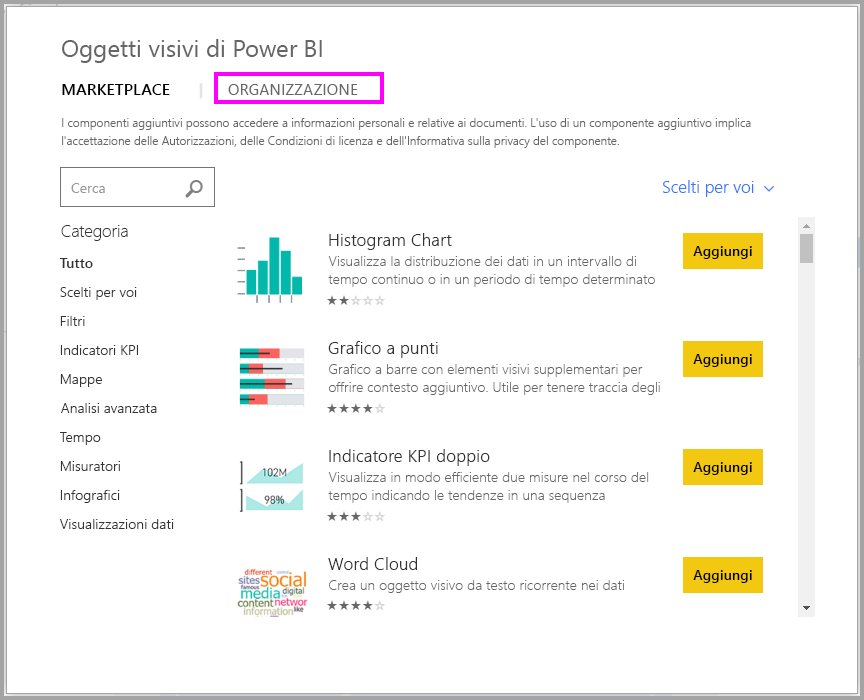 Oggetti visivi di Power BI
MARKETPLACE | ORGANIZZAZIONE
I componenti aggiuntivi possono accedere a informazioni personali e relative ai documenti. L'uso di un componente aggiuntivo implica
l'accettazione delle Autorizzazioni, delle Condizioni di licenza e dell'Informativa sulla privacy del componente.
Cerca
Scelti per voi
Categoria
Tutto
Scelti per voi
Filtri
Indicatori KPI
Mappe
Analisi avanzata
Tempo
Misuratori
Infografici
Visualizzazioni dati
Histogram Chart
Visualizza la distribuzione dei dati in un intervallo di
tempo continuo o in un periodo di tempo determinato
Aggiungi
Grafico a punti
Grafico a barre con elementi visivi supplementari per
offrire contesto aggiuntivo. Utile per tenere traccia degli
Aggiungi
102M
98%
Indicatore KPI doppio
Visualizza in modo efficiente due misure nel corso del
tempo indicando le tendenze in una sequenza
Aggiungi
different
sites social
famous
media digital
content networ
information like
Word Cloud
Crea un oggetto visivo da testo ricorrente nei dati
Aggiungi